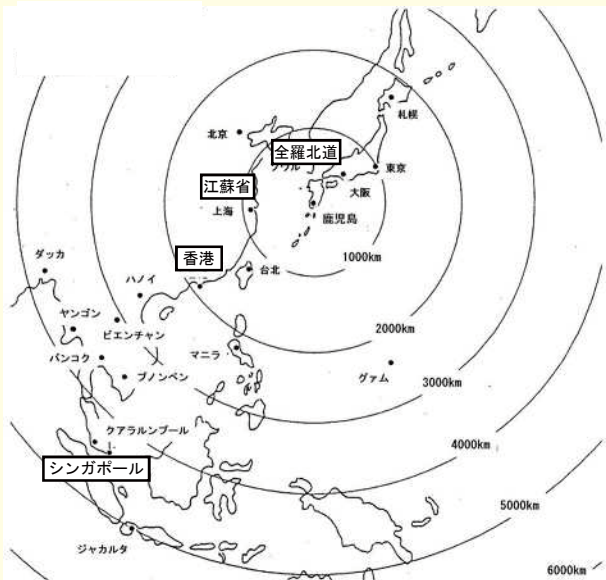 札幌
北京
全羅北道
ソウル
東京
大阪
江蘇省
上海
鹿児島
香港
台北
1000km
ダッカ
ハノイ
ヤンゴン
ビエンチャン
2000km
バンコク
マニラ
プノンペン
グァム
3000km
クアラルンプール
4000km
シンガポール
5000km
ジャカルタ
6000km